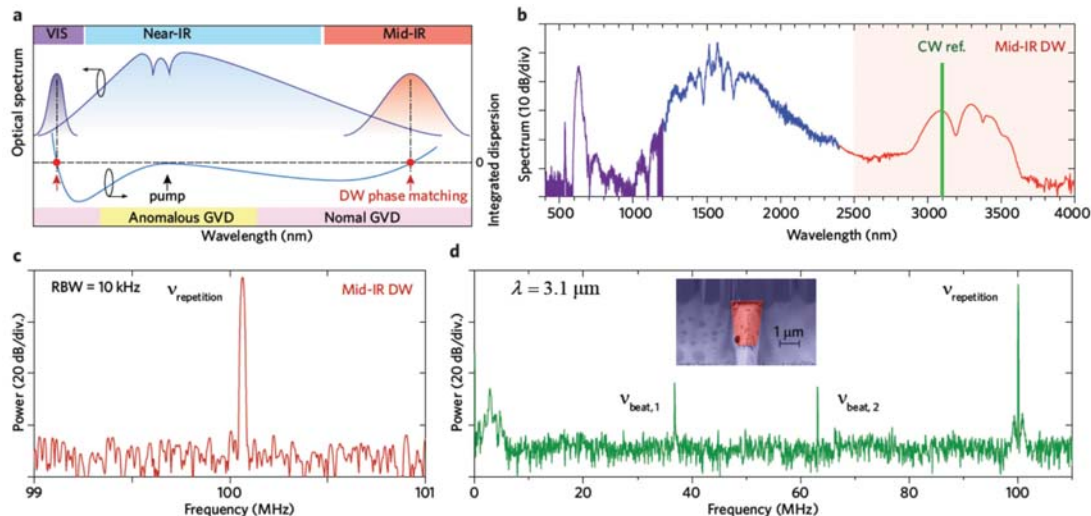 a
VIS
Near-IR
Mid-IR
Optical spectrum
Integrated dispersion
0
pump
DW phase matching
Anomalous GVD
Nomal GVD
Wavelength (nm)
b
CW ref.
Mid-IR DW
Spectrum (10 dB/div)
500 1000 1500 2000 2500 3000 3500 4000
Wavelength (nm)
c
RBW = 10 kHz
νrepetition
Mid-IR DW
Power (20 dB/div.)
99 100 101
Frequency (MHz)
d
λ = 3.1 μm
1 μm
νrepetition
νbeat, 1
νbeat, 2
Power (20 dB/div.)
0 20 40 60 80 100
Frequency (MHz)